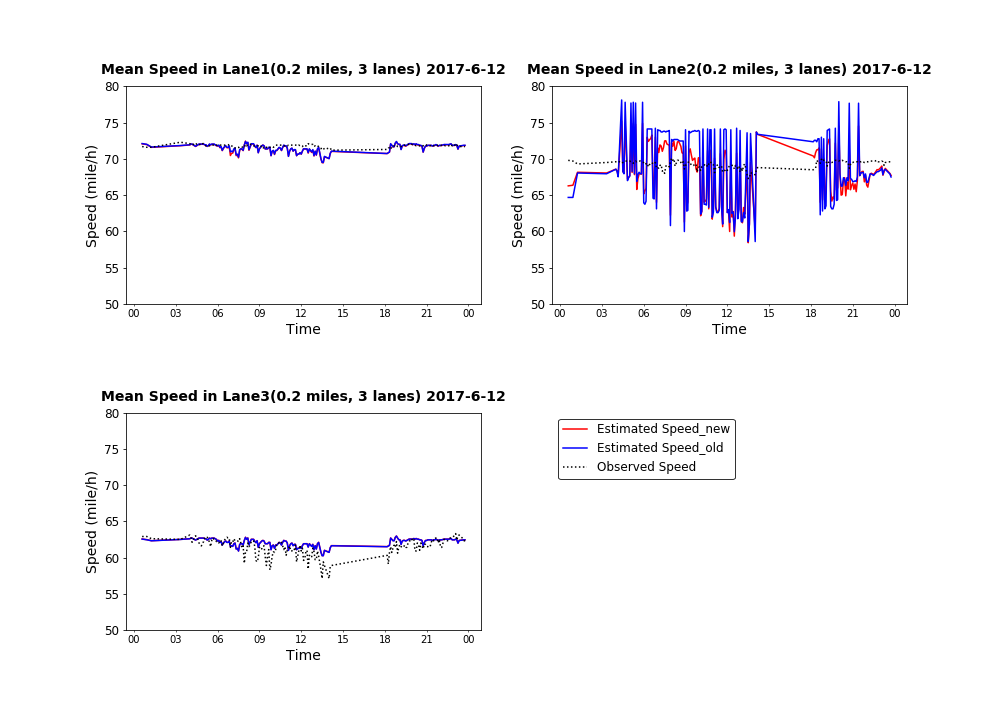 Mean Speed in Lane1(0.2 miles, 3 lanes) 2017-6-12
80
75
70
65
60
55
50
Speed (mile/h)
00 03 06 09 12 15 18 21 00
Time
Mean Speed in Lane2(0.2 miles, 3 lanes) 2017-6-12
80
75
70
65
60
55
50
Speed (mile/h)
00 03 06 09 12 15 18 21 00
Time
Mean Speed in Lane3(0.2 miles, 3 lanes) 2017-6-12
80
75
70
65
60
55
50
Speed (mile/h)
00 03 06 09 12 15 18 21 00
Time
Estimated Speed_new
Estimated Speed_old
Observed Speed